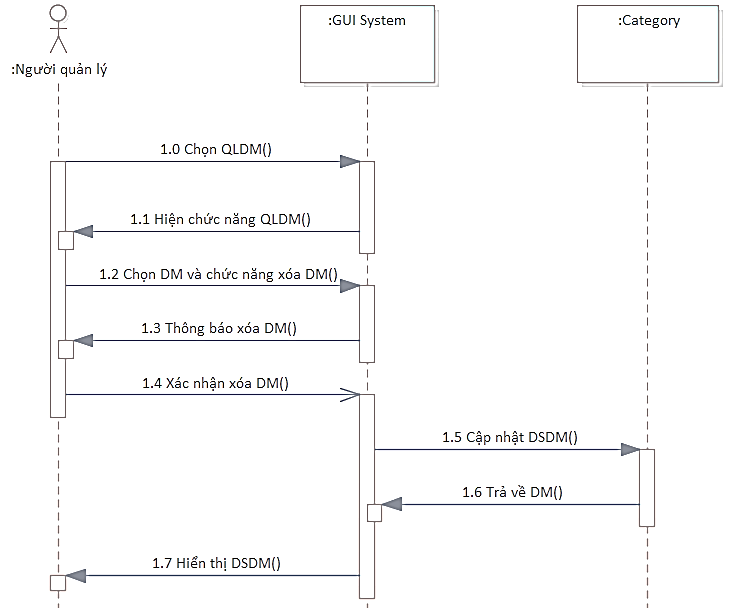 :GUI System
:Category
:Người quản lý
1.0 Chọn QLDM()
1.1 Hiện chức năng QLDM()
1.2 Chọn DM và chức năng xóa DM()
1.3 Thông báo xóa DM()
1.4 Xác nhận xóa DM()
1.5 Cập nhật DSDM()
1.6 Trả về DM()
1.7 Hiển thị DSDM()